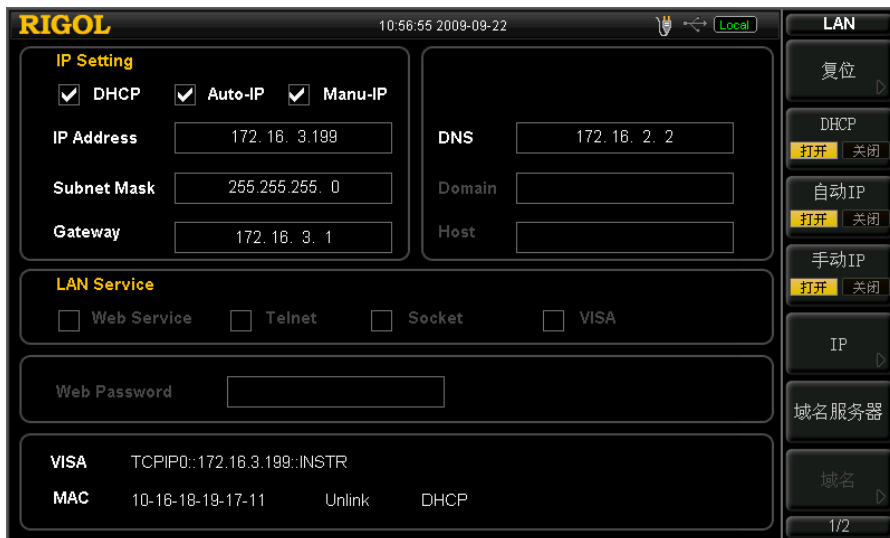 RIGOL 10:56:55 2009-09-22 Local
IP Setting
DHCP Auto-IP Manu-IP
IP Address 172. 16. 3.199
Subnet Mask 255.255.255. 0
Gateway 172. 16. 3. 1
DNS 172. 16. 2. 2
Domain
Host
LAN Service
Web Service Telnet Socket VISA
Web Password
VISA TCPIP0::172.16.3.199::INSTR
MAC 10-16-18-19-17-11 Unlink DHCP
LAN
复位
DHCP
打开 关闭
自动IP
打开 关闭
手动IP
打开 关闭
IP
域名服务器
域名
1/2